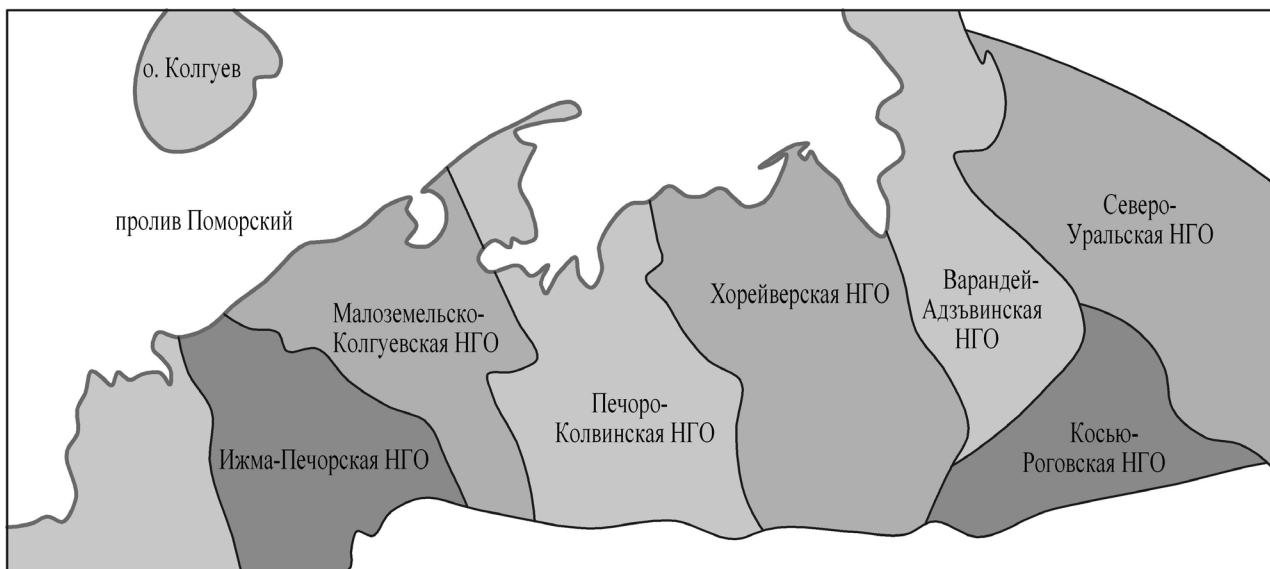 о. Колгуев
пролив Поморский
Малоземельско-
Колгуевская НГО
Ижма-Печорская НГО
Печоро-
Колвинская НГО
Хорейверская НГО
Варандей-
Адзъвинская
НГО
Северо-
Уральская НГО
Косью-
Роговская НГО